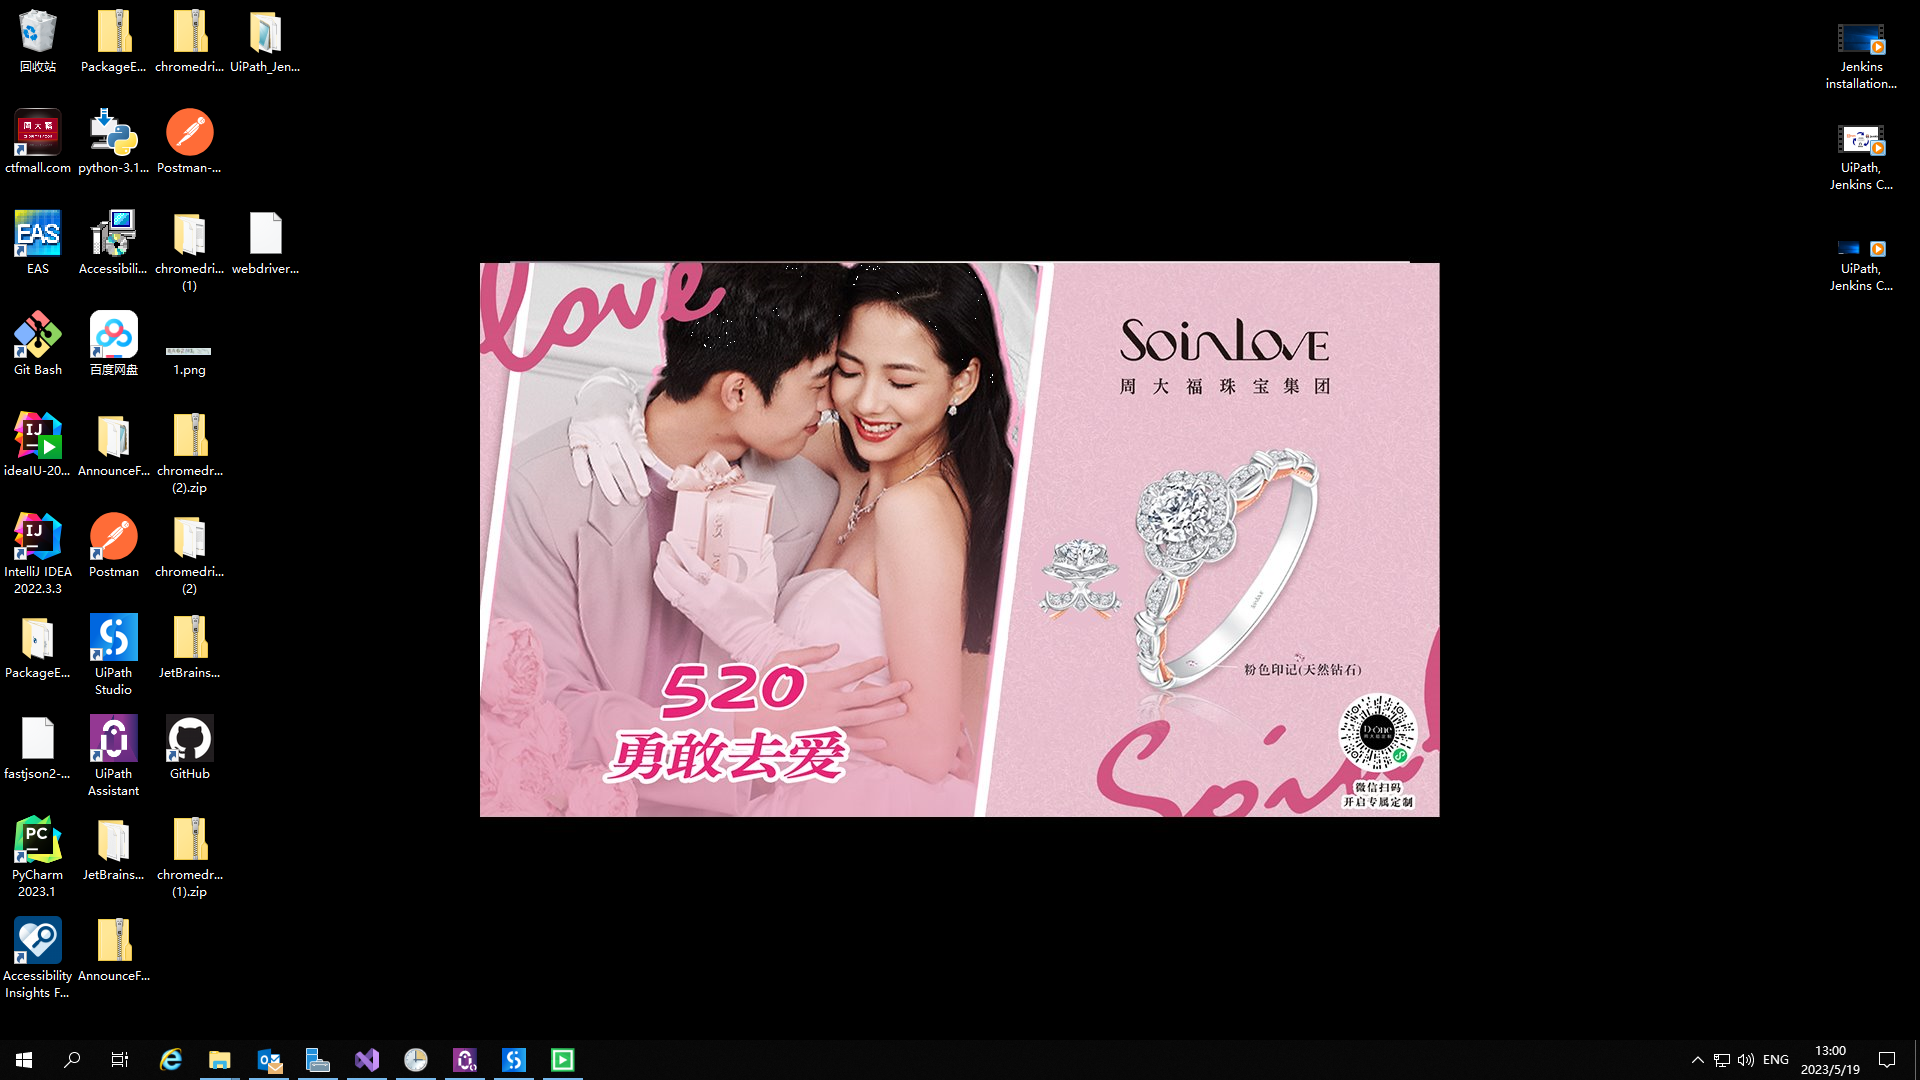 回收站
PackageE...
chromedri...
UiPath_Jen...
ctfmall.com
python-3.1...
Postman-...
EAS
Accessibili...
chromedri...
(1)
webdriver...
Git Bash
百度网盘
1.png
ideaIU-20...
AnnounceF...
chromedr...
(2).zip
IntelliJ IDEA
2022.3.3
Postman
chromedri...
(2)
PackageE...
UiPath
Studio
JetBrains...
fastjson2-...
UiPath
Assistant
GitHub
PyCharm
2023.1
JetBrains...
chromedr...
(1).zip
Accessibility
Insights F...
AnnounceF...
love
520
勇敢去爱
SoinLove
周大福珠宝集团
粉色印记(天然钻石)
D-One
微信扫码
开启专属定制
Soin
Jenkins
installation...
UiPath,
Jenkins C...
UiPath,
Jenkins C...
ENG
13:00
2023/5/19